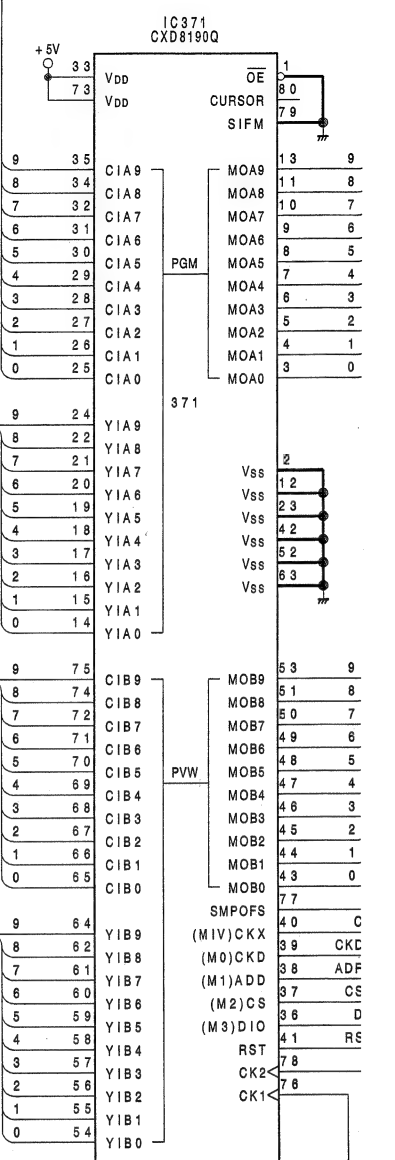 IC371
CXD8190Q
+5V
33 VDD OE 1
73 VDD CURSOR 80
SIFM 79
9 35 CIA9 MOA9 13 9
8 34 CIA8 MOA8 11 8
7 32 CIA7 MOA7 10 7
6 31 CIA6 MOA6 9 6
5 30 CIA5 PGM MOA5 8 5
4 29 CIA4 MOA4 7 4
3 28 CIA3 MOA3 6 3
2 27 CIA2 MOA2 5 2
1 26 CIA1 MOA1 4 1
0 25 CIA0 MOA0 3 0
371
9 24 YIA9
8 22 YIA8
7 21 YIA7 VSS 2
6 20 YIA6 VSS 12
5 19 YIA5 VSS 23
4 18 YIA4 VSS 42
3 17 YIA3 VSS 52
2 16 YIA2 VSS 63
1 15 YIA1
0 14 YIA0
9 75 CIB9 MOB9 53 9
8 74 CIB8 MOB8 51 8
7 72 CIB7 MOB7 50 7
6 71 CIB6 MOB6 49 6
5 70 CIB5 PVW MOB5 48 5
4 69 CIB4 MOB4 47 4
3 68 CIB3 MOB3 46 3
2 67 CIB2 MOB2 45 2
1 66 CIB1 MOB1 44 1
0 65 CIB0 MOB0 43 0
SMPOFS 77
9 64 YIB9 (MIV)CKX 40 C
8 62 YIB8 (M0)CKD 39 CKD
7 61 YIB7 (M1)ADD 38
6 60 YIB6 (M2)CS 37 CS
5 59 YIB5 (M3)DIO 36 D
4 58 YIB4 RST 41 RS
3 57 YIB3 CK2 78
2 56 YIB2 CK1 76
1 55 YIB1
0 54 YIB0